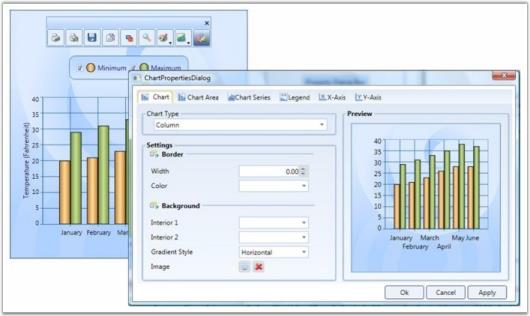 Minimum Maximum
Temperature (Fahrenheit)
40
35
30
25
20
15
10
5
0
January February
ChartPropertiesDialog
Chart Chart Area Chart Series Legend X-Axis Y-Axis
Chart Type
Column
Settings
Border
Width 0.00
Color
Background
Interior 1
Interior 2
Gradient Style Horizontal
Image
Preview
40
35
30
25
20
15
10
5
0
January March May June
February April
Ok Cancel Apply